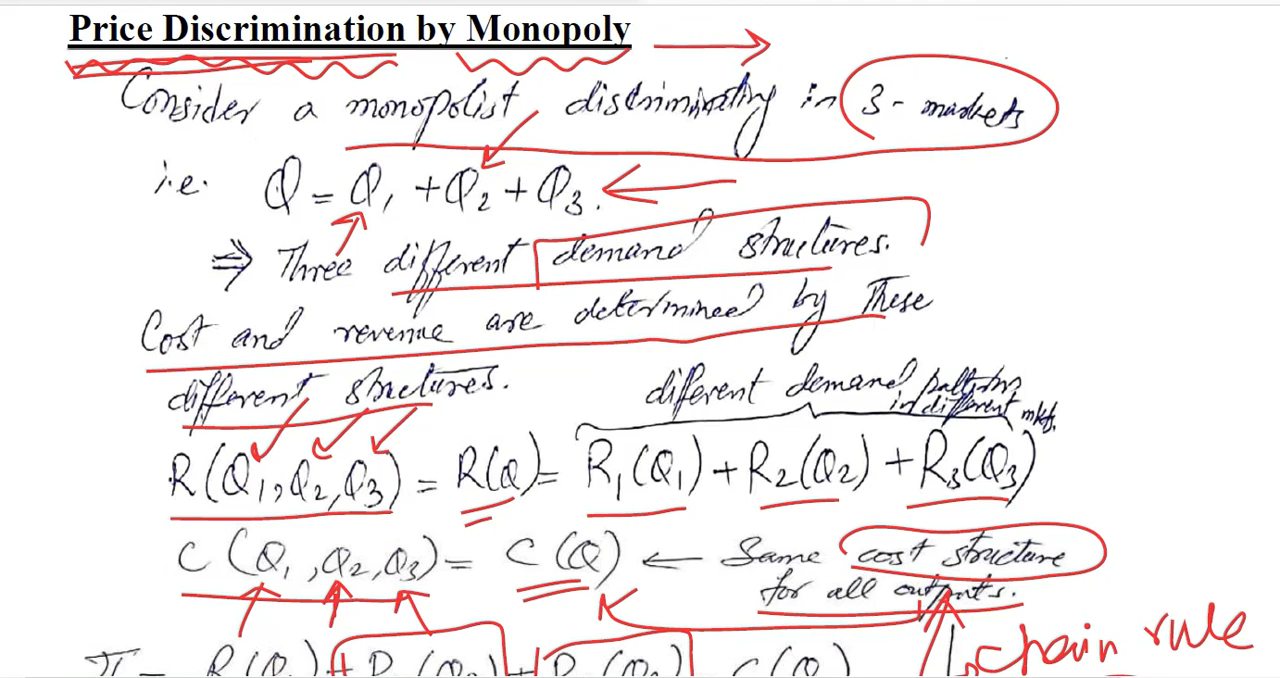 Price Discrimination by Monopoly
Consider a monopolist discriminating in 3-markets
i.e. Q = Q₁ + Q₂ + Q₃.
⇒ Three different demand structures.
Cost and revenue are determined by These
different structures.
different demand patterns
in different mkts.
R(Q₁,Q₂,Q₃) = R(Q) = R₁(Q₁) + R₂(Q₂) + R₃(Q₃)
C(Q₁,Q₂,Q₃) = C(Q) ← Same cost structure
for all outputs.
chain rule